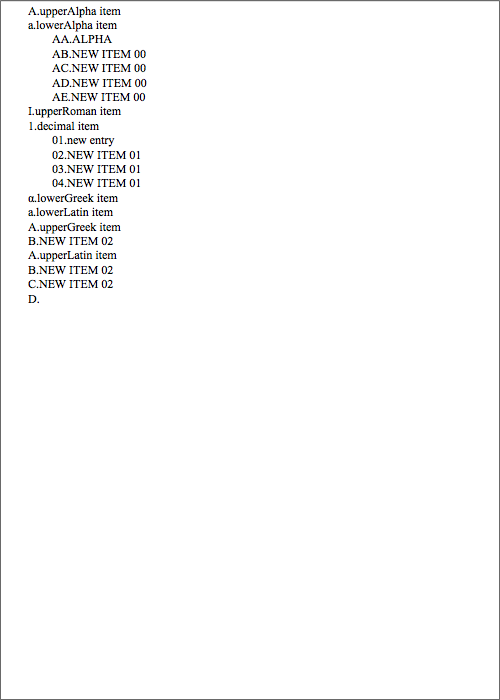 A.upperAlpha item
a.lowerAlpha item
AA.ALPHA
AB.NEW ITEM 00
AC.NEW ITEM 00
AD.NEW ITEM 00
AE.NEW ITEM 00
I.upperRoman item
1.decimal item
01.new entry
02.NEW ITEM 01
03.NEW ITEM 01
04.NEW ITEM 01
α.lowerGreek item
a.lowerLatin item
A.upperGreek item
B.NEW ITEM 02
A.upperLatin item
B.NEW ITEM 02
C.NEW ITEM 02
D.